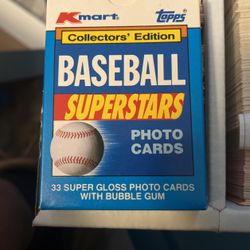 Kmart® Topps®
Collectors' Edition
BASEBALL
SUPERSTARS
PHOTO
CARDS
33 SUPER GLOSS PHOTO CARDS
WITH BUBBLE GUM